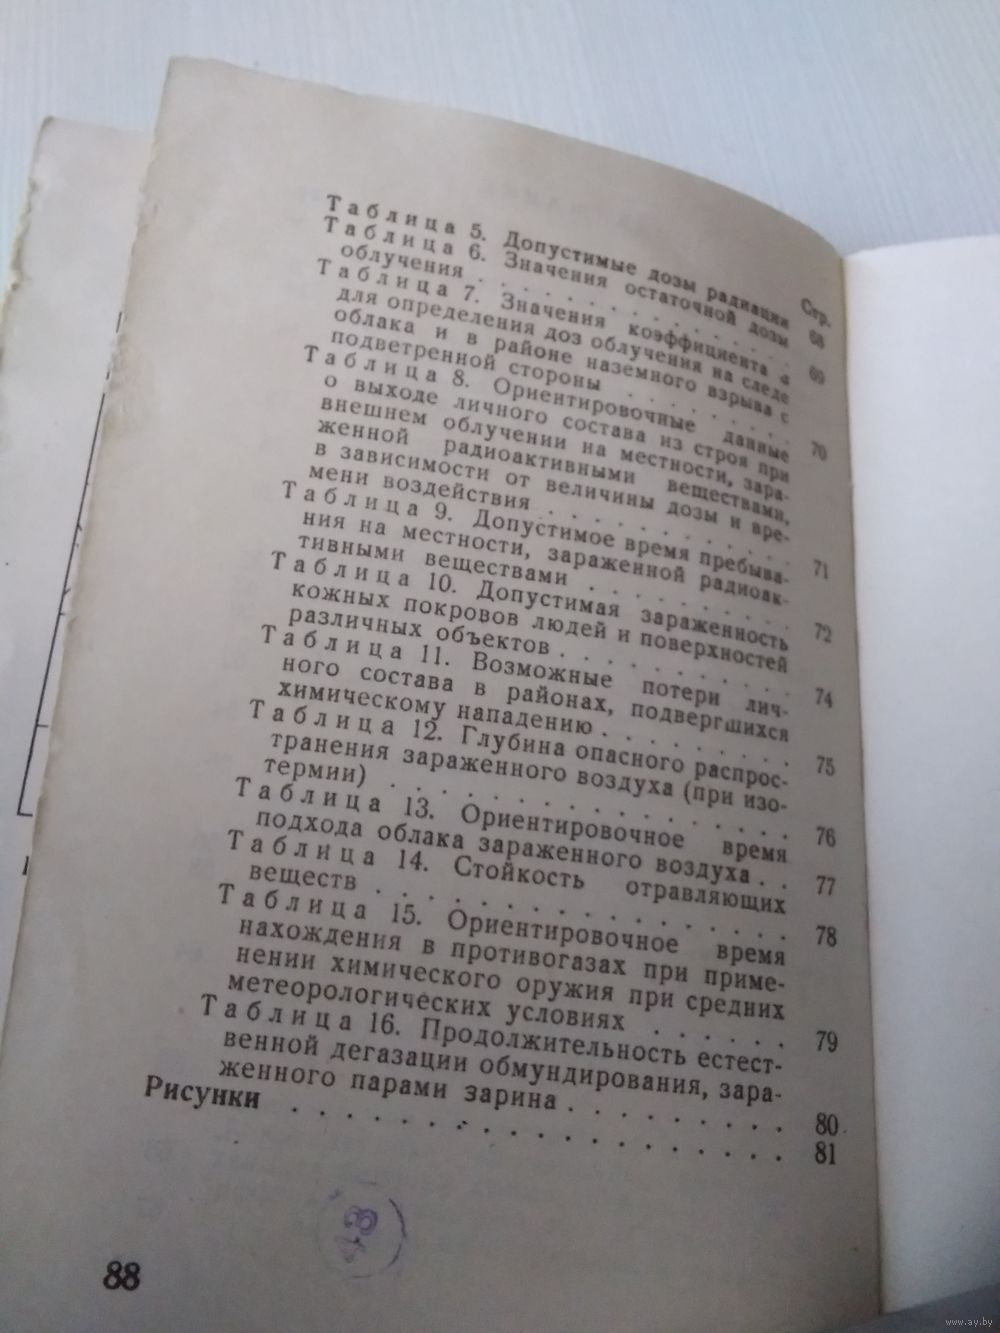 Стр.
Таблица 5. Допустимые дозы радиации . 68
Таблица 6. Значения остаточной дозы
облучения . . . . . . . . . . . 69
Таблица 7. Значения коэффициента а
для определения доз облучения на следе
облака и в районе наземного взрыва с
подветренной стороны . . . . . . . 70
Таблица 8. Ориентировочные данные
о выходе личного состава из строя при
внешнем облучении на местности, зара-
женной радиоактивными веществами,
в зависимости от величины дозы и вре-
мени воздействия . . . . . . . . . 71
Таблица 9. Допустимое время пребыва-
ния на местности, зараженной радиоак-
тивными веществами . . . . . . . . 72
Таблица 10. Допустимая зараженность
кожных покровов людей и поверхностей
различных объектов . . . . . . . . 74
Таблица 11. Возможные потери лич-
ного состава в районах, подвергшихся
химическому нападению . . . . . . . 75
Таблица 12. Глубина опасного распрос-
транения зараженного воздуха (при изо-
термии) . . . . . . . . . . . . . 76
Таблица 13. Ориентировочное время
подхода облака зараженного воздуха . . 77
Таблица 14. Стойкость отравляющих
веществ . . . . . . . . . . . . . 78
Таблица 15. Ориентировочное время
нахождения в противогазах при приме-
нении химического оружия при средних
метеорологических условиях . . . . . . 79
Таблица 16. Продолжительность естест-
венной дегазации обмундирования, зара-
женного парами зарина . . . . . . . . 80
Рисунки . . . . . . . . . . . . . . . . . 81
88
www.ay.by